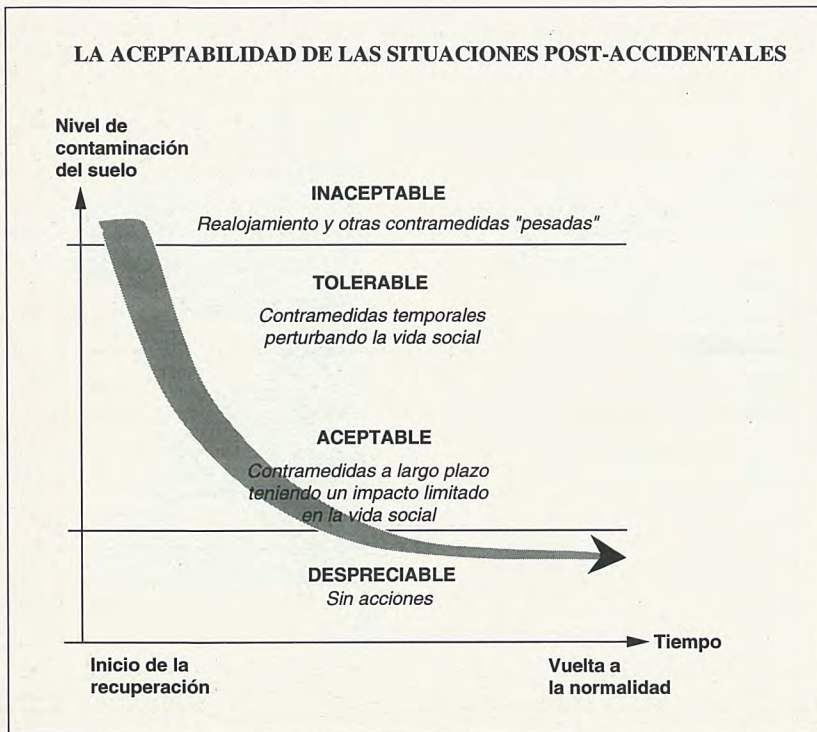 LA ACEPTABILIDAD DE LAS SITUACIONES POST-ACCIDENTALES
Nivel de
contaminación
del suelo
INACEPTABLE
Realojamiento y otras contramedidas "pesadas"
TOLERABLE
Contramedidas temporales
perturbando la vida social
ACEPTABLE
Contramedidas a largo plazo
teniendo un impacto limitado
en la vida social
DESPRECIABLE
Sin acciones
Tiempo
Inicio de la
recuperación
Vuelta a
la normalidad